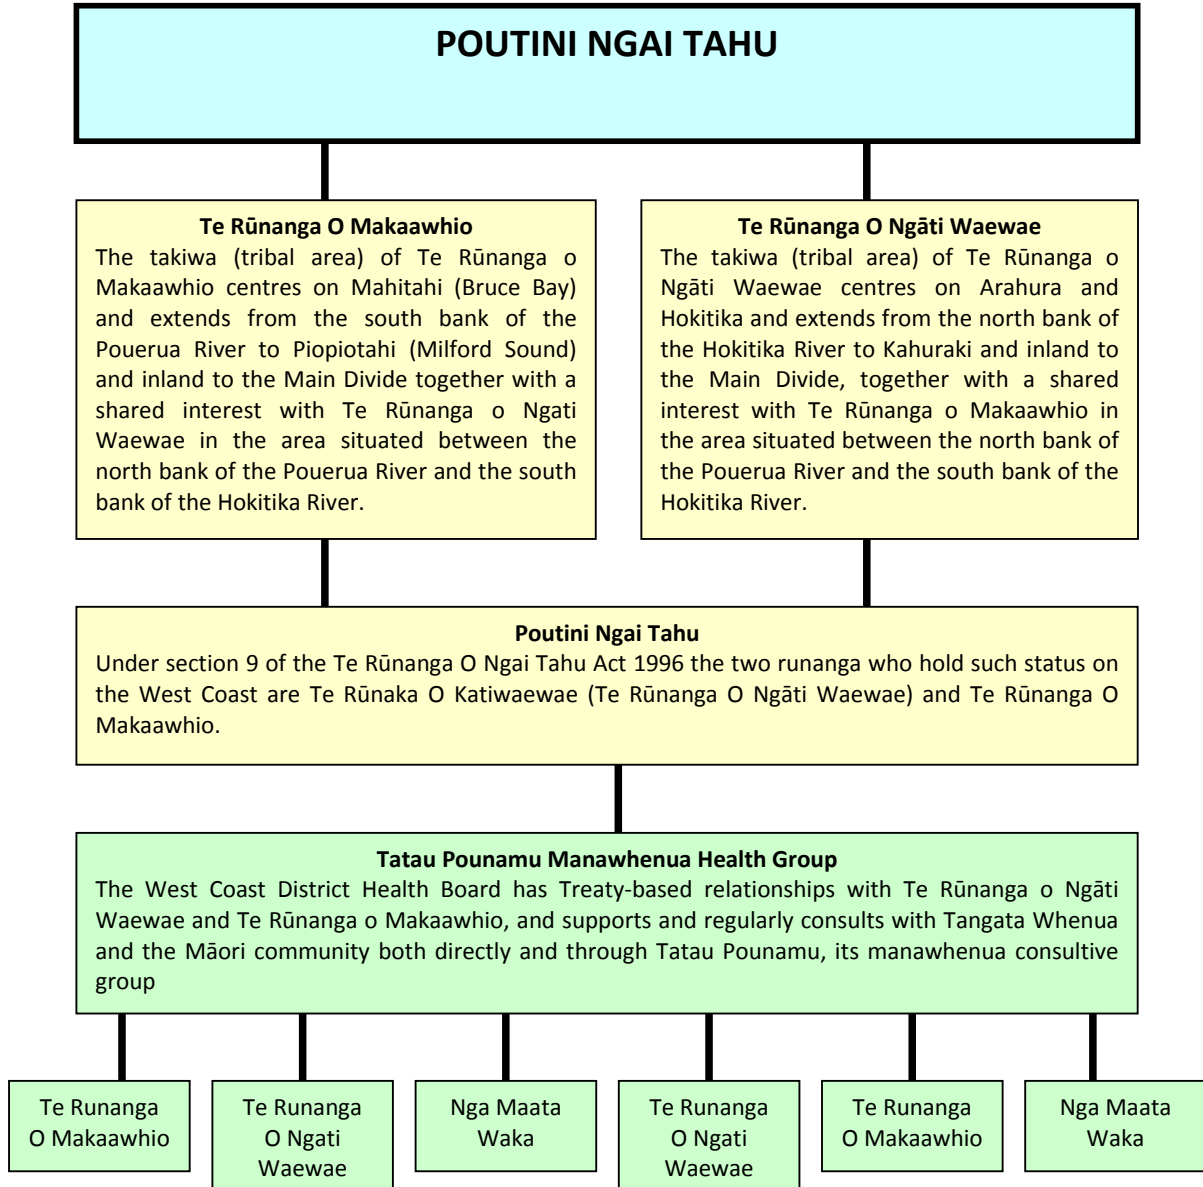 POUTINI NGAI TAHU
Te Rūnanga O Makaawhio
The takiwa (tribal area) of Te Rūnanga o
Makaawhio centres on Mahitahi (Bruce Bay)
and extends from the south bank of the
Pouerua River to Piopiotahi (Milford Sound)
and inland to the Main Divide together with a
shared interest with Te Rūnanga o Ngati
Waewae in the area situated between the
north bank of the Pouerua River and the south
bank of the Hokitika River.
Te Rūnanga O Ngāti Waewae
The takiwa (tribal area) of Te Rūnanga o
Ngāti Waewae centres on Arahura and
Hokitika and extends from the north bank of
the Hokitika River to Kahuraki and inland to
the Main Divide, together with a shared
interest with Te Rūnanga o Makaawhio in
the area situated between the north bank of
the Pouerua River and the south bank of the
Hokitika River.
Poutini Ngai Tahu
Under section 9 of the Te Rūnanga O Ngai Tahu Act 1996 the two runanga who hold such status on
the West Coast are Te Rūnaka O Katiwaewae (Te Rūnanga O Ngāti Waewae) and Te Rūnanga O
Makaawhio.
Tatau Pounamu Manawhenua Health Group
The West Coast District Health Board has Treaty-based relationships with Te Rūnanga o Ngāti
Waewae and Te Rūnanga o Makaawhio, and supports and regularly consults with Tangata Whenua
and the Māori community both directly and through Tatau Pounamu, its manawhenua consultive
group
Te Runanga
O Makaawhio
Te Runanga
O Ngati
Waewae
Nga Maata
Waka
Te Runanga
O Ngati
Waewae
Te Runanga
O Makaawhio
Nga Maata
Waka